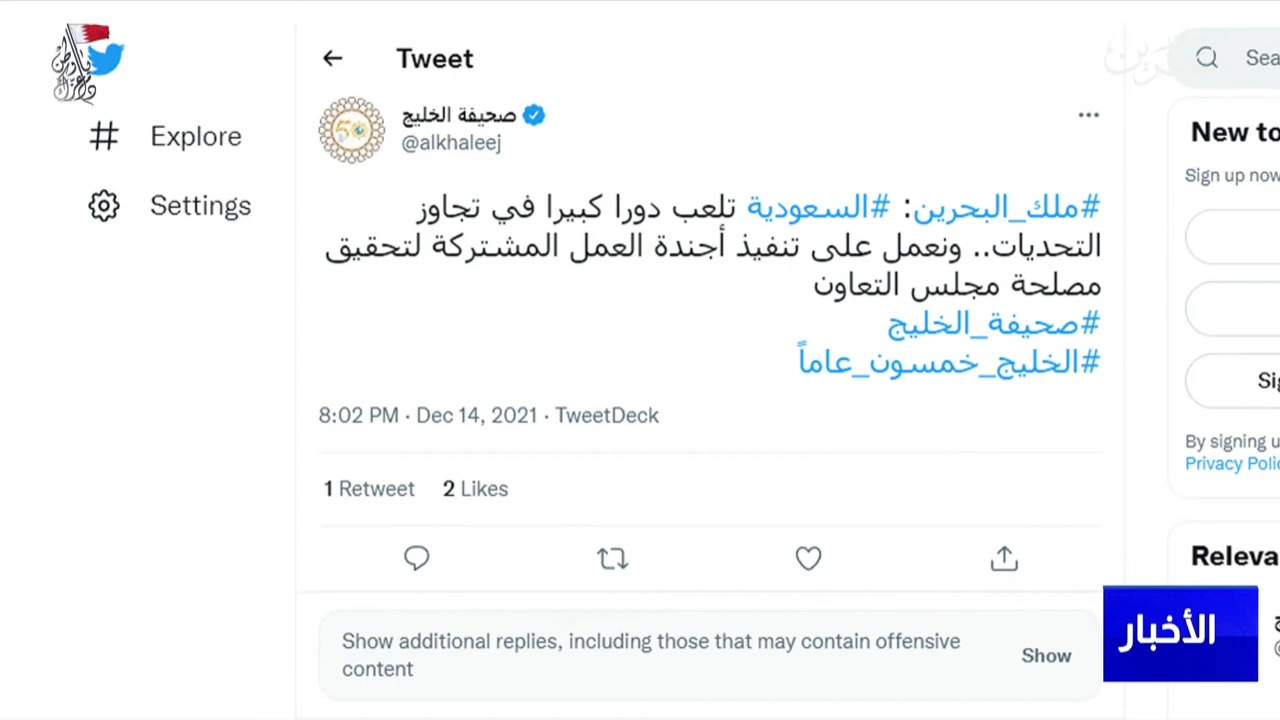 Tweet
Explore
Settings
صحيفة الخليج
@alkhaleej
#ملك_البحرين: #السعودية تلعب دورا كبيرا في تجاوز
التحديات.. ونعمل على تنفيذ أجندة العمل المشتركة لتحقيق
مصلحة مجلس التعاون
#صحيفة_الخليج
#الخليج_خمسون_عاماً
8:02 PM · Dec 14, 2021 · TweetDeck
1 Retweet 2 Likes
Show additional replies, including those that may contain offensive
content
Show
Sea
New to
Sign up now
Sig
By signing u
Privacy Polic
Releva
الأخبار